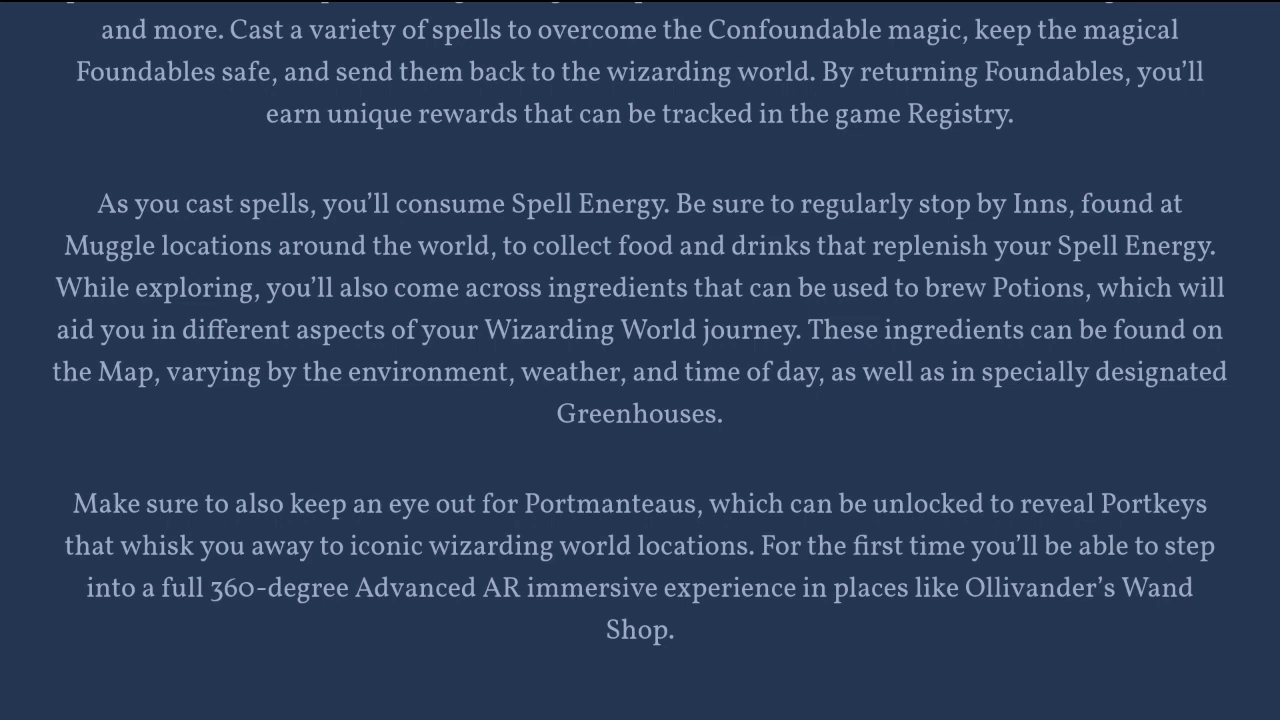 and more. Cast a variety of spells to overcome the Confoundable magic, keep the magical
Foundables safe, and send them back to the wizarding world. By returning Foundables, you’ll
earn unique rewards that can be tracked in the game Registry.
As you cast spells, you’ll consume Spell Energy. Be sure to regularly stop by Inns, found at
Muggle locations around the world, to collect food and drinks that replenish your Spell Energy.
While exploring, you’ll also come across ingredients that can be used to brew Potions, which will
aid you in different aspects of your Wizarding World journey. These ingredients can be found on
the Map, varying by the environment, weather, and time of day, as well as in specially designated
Greenhouses.
Make sure to also keep an eye out for Portmanteaus, which can be unlocked to reveal Portkeys
that whisk you away to iconic wizarding world locations. For the first time you’ll be able to step
into a full 360-degree Advanced AR immersive experience in places like Ollivander’s Wand
Shop.